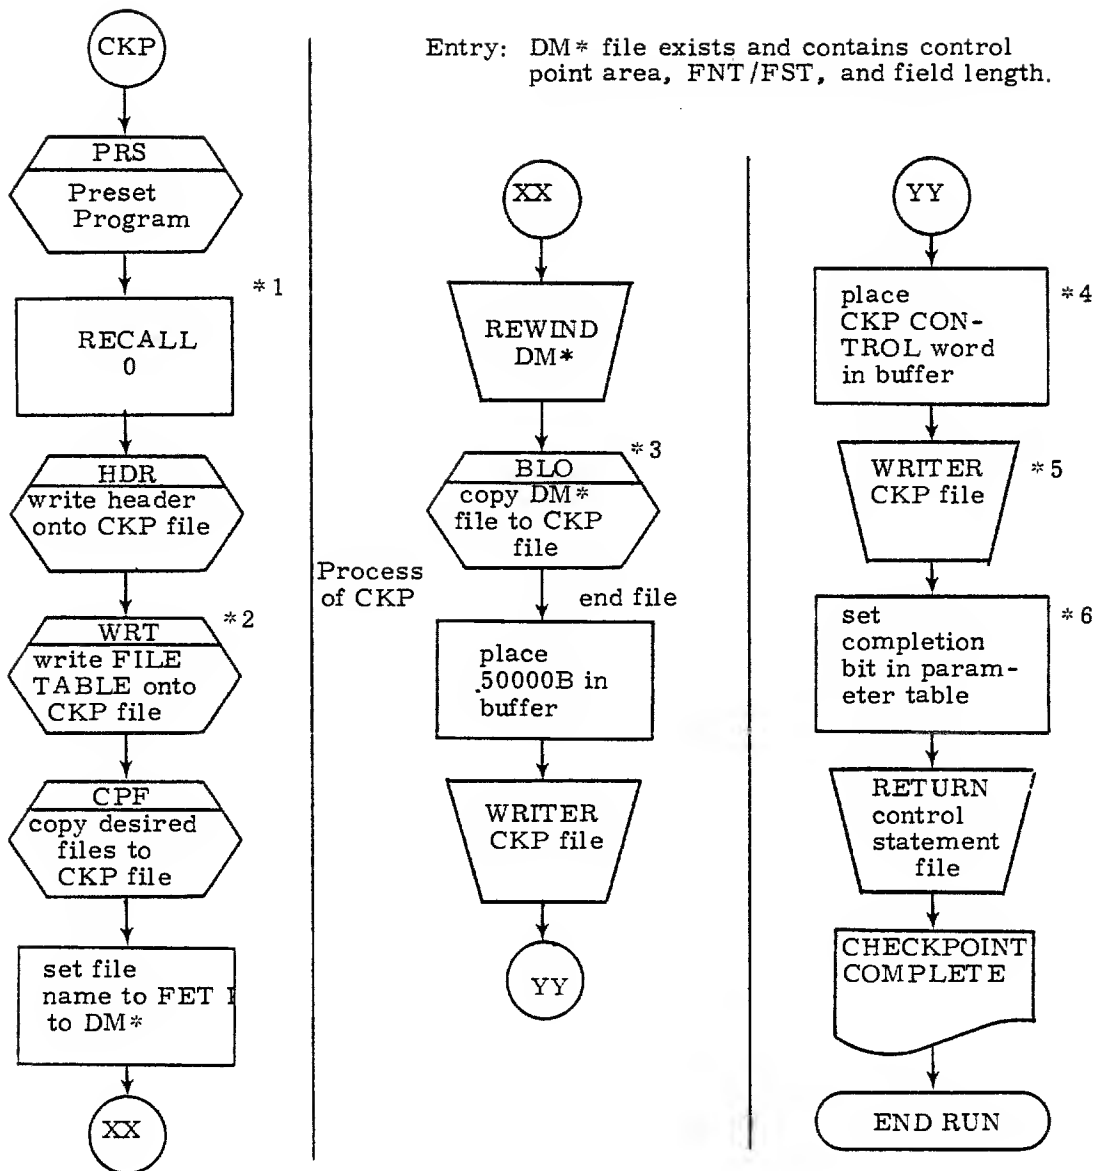 CKP
PRS
Preset
Program
*1
RECALL
0
HDR
write header
onto CKP file
WRT
*2
write FILE
TABLE onto
CKP file
CPF
copy desired
files to
CKP file
set file
name to FET
to DM*
XX
Entry: DM* file exists and contains control
point area, FNT/FST, and field length.
XX
REWIND
DM*
*3
BLO
copy DM*
file to CKP
file
Process
of CKP
end file
place
50000B in
buffer
WRITER
CKP file
YY
YY
place
*4
CKP CON-
TROL word
in buffer
WRITER
*5
CKP file
set
*6
completion
bit in param-
eter table
RETURN
control
statement
file
CHECKPOINT
COMPLETE
END RUN